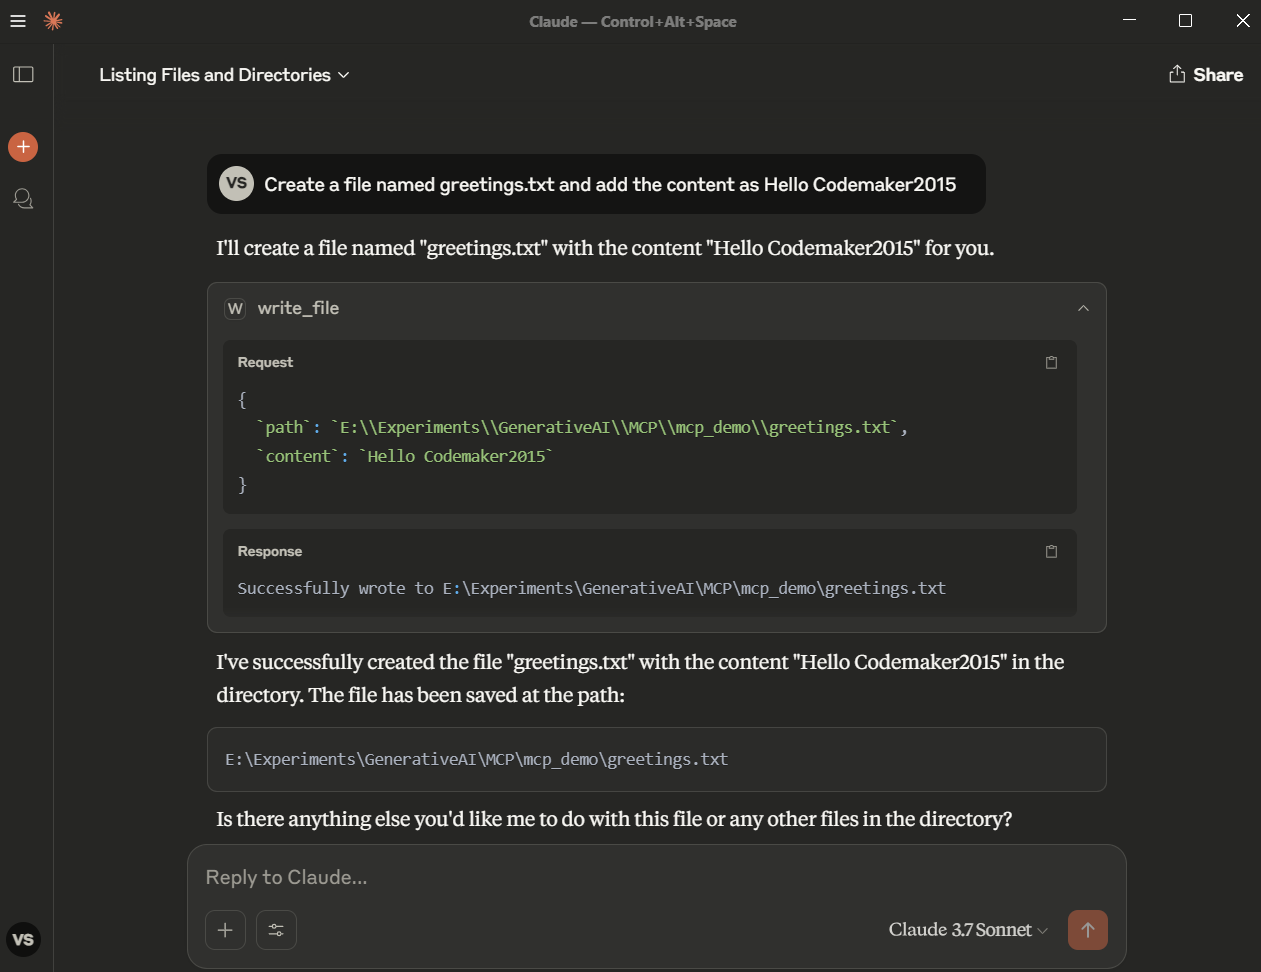 Claude — Control+Alt+Space
Listing Files and Directories
Share
VS
Create a file named greetings.txt and add the content as Hello Codemaker2015
I'll create a file named "greetings.txt" with the content "Hello Codemaker2015" for you.
W write_file
Request
{
`path`: `E:\\Experiments\\GenerativeAI\\MCP\\mcp_demo\\greetings.txt`,
`content`: `Hello Codemaker2015`
}
Response
Successfully wrote to E:\Experiments\GenerativeAI\MCP\mcp_demo\greetings.txt
I've successfully created the file "greetings.txt" with the content "Hello Codemaker2015" in the
directory. The file has been saved at the path:
E:\Experiments\GenerativeAI\MCP\mcp_demo\greetings.txt
Is there anything else you'd like me to do with this file or any other files in the directory?
Reply to Claude...
Claude 3.7 Sonnet
VS